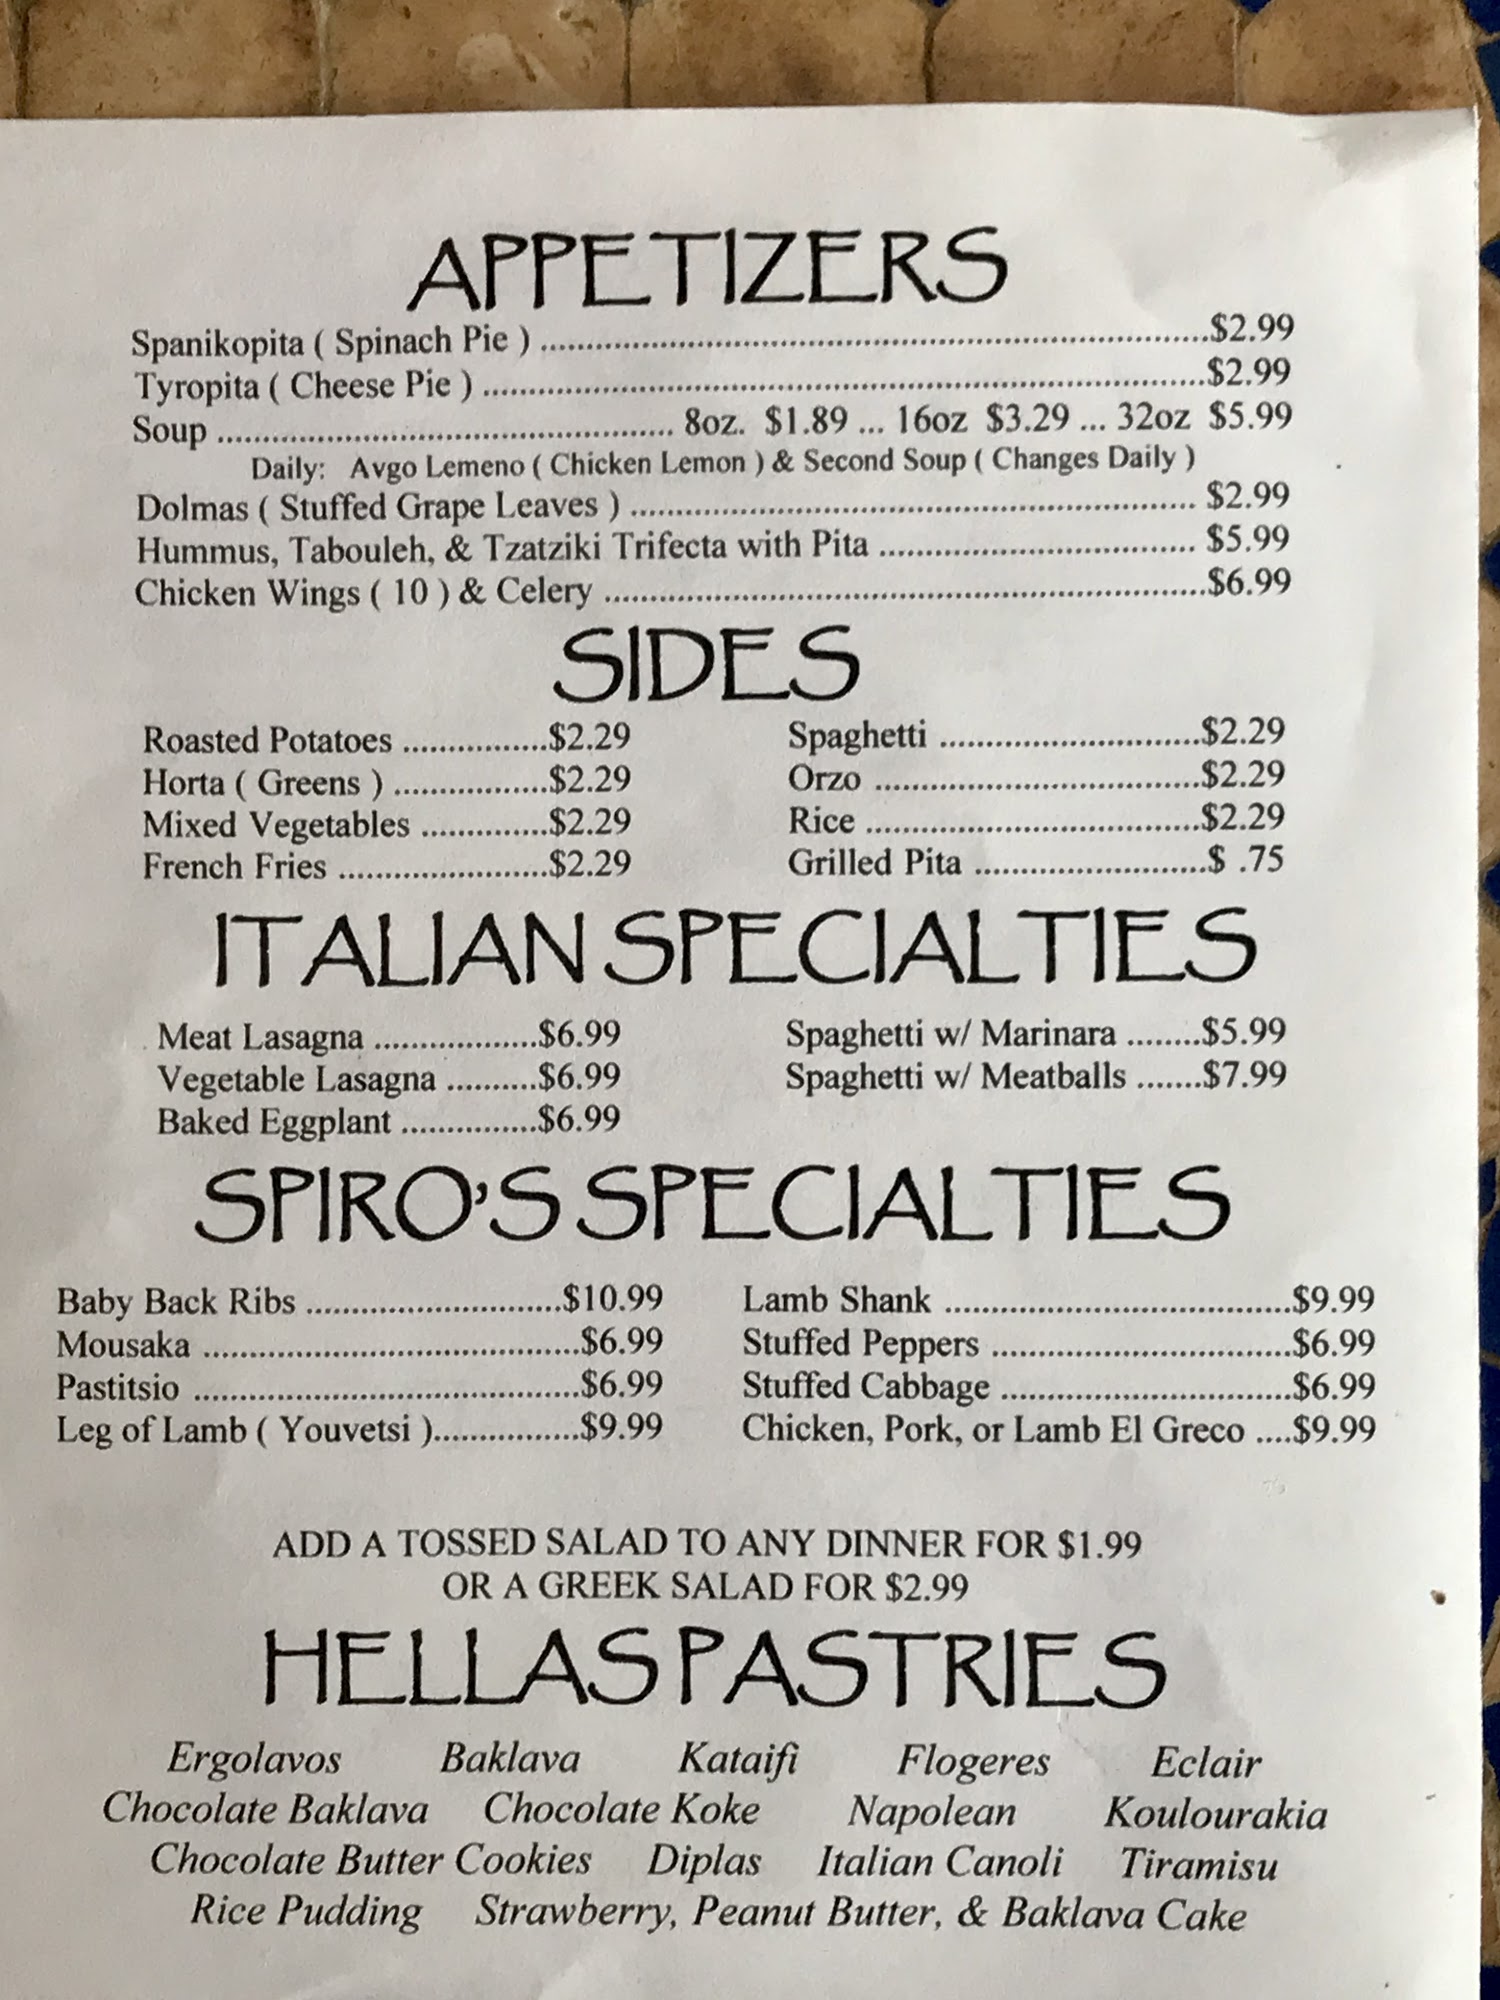 APPETIZERS
Spanikopita ( Spinach Pie ) ........................................................................$2.99
Tyropita ( Cheese Pie ) ..............................................................................$2.99
Soup ................................................ 8oz. $1.89 ... 16oz $3.29 ... 32oz $5.99
Daily: Avgo Lemeno ( Chicken Lemon ) & Second Soup ( Changes Daily )
Dolmas ( Stuffed Grape Leaves ) ............................................................ $2.99
Hummus, Tabouleh, & Tzatziki Trifecta with Pita .................................. $5.99
Chicken Wings ( 10 ) & Celery .................................................................$6.99
SIDES
Roasted Potatoes ................$2.29 Spaghetti ............................$2.29
Horta ( Greens ) .................$2.29 Orzo ...................................$2.29
Mixed Vegetables ..............$2.29 Rice ....................................$2.29
French Fries .......................$2.29 Grilled Pita .........................$ .75
ITALIAN SPECIALTIES
Meat Lasagna ..................$6.99 Spaghetti w/ Marinara ........$5.99
Vegetable Lasagna ..........$6.99 Spaghetti w/ Meatballs .......$7.99
Baked Eggplant ...............$6.99
SPIRO'S SPECIALTIES
Baby Back Ribs ...........................$10.99 Lamb Shank .....................................$9.99
Mousaka ........................................$6.99 Stuffed Peppers ................................$6.99
Pastitsio .........................................$6.99 Stuffed Cabbage ...............................$6.99
Leg of Lamb ( Youvetsi )................$9.99 Chicken, Pork, or Lamb El Greco ....$9.99
ADD A TOSSED SALAD TO ANY DINNER FOR $1.99
OR A GREEK SALAD FOR $2.99
HELLAS PASTRIES
Ergolavos Baklava Kataifi Flogeres Eclair
Chocolate Baklava Chocolate Koke Napolean Koulourakia
Chocolate Butter Cookies Diplas Italian Canoli Tiramisu
Rice Pudding Strawberry, Peanut Butter, & Baklava Cake